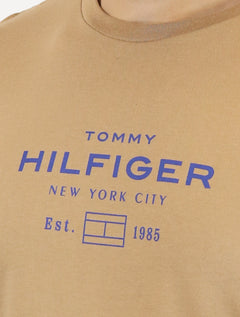 TOMMY
HILFIGER
NEW YORK CITY
Est. 1985